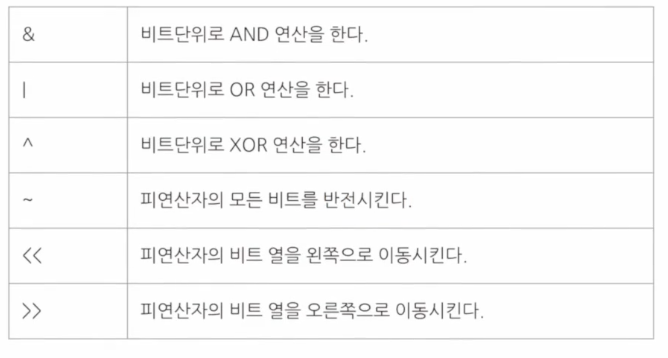 & 비트단위로 AND 연산을 한다.
| 비트단위로 OR 연산을 한다.
^ 비트단위로 XOR 연산을 한다.
~ 피연산자의 모든 비트를 반전시킨다.
<< 피연산자의 비트 열을 왼쪽으로 이동시킨다.
>> 피연산자의 비트 열을 오른쪽으로 이동시킨다.